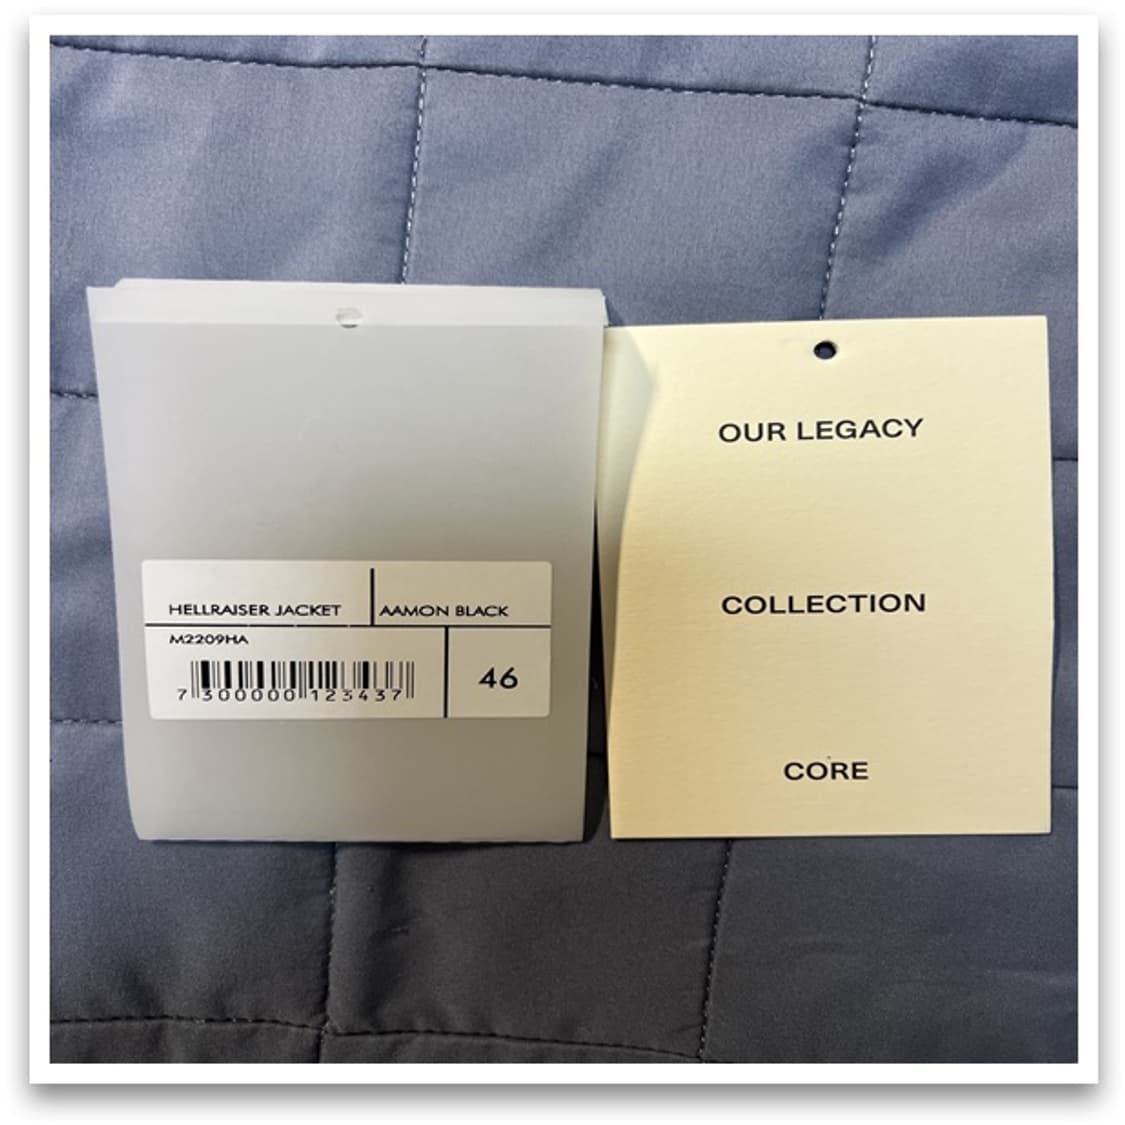 HELLRAISER JACKET
AAMON BLACK
M2209HA
7 300000 123437
46
OUR LEGACY
COLLECTION
CORE